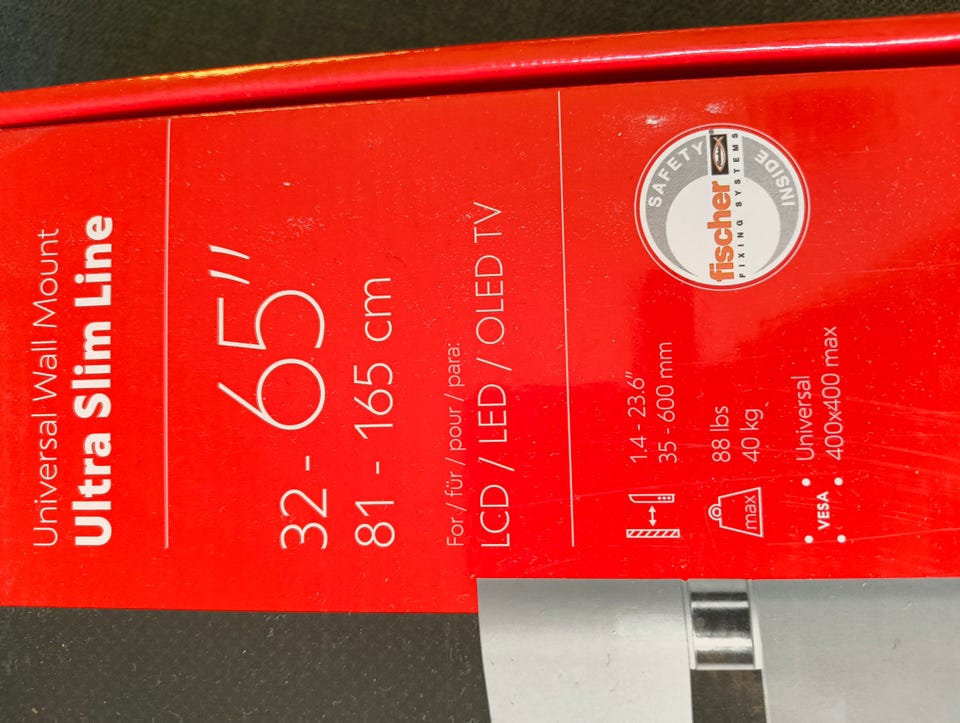 Universal Wall Mount
Ultra Slim Line
32 - 65"
81 - 165 cm
For / für / pour / para:
LCD / LED / OLED TV
SAFETY INSIDE
fischer
FIXING SYSTEMS
1.4 - 23.6"
35 - 600 mm
max
88 lbs
40 kg
VESA
Universal
400x400 max